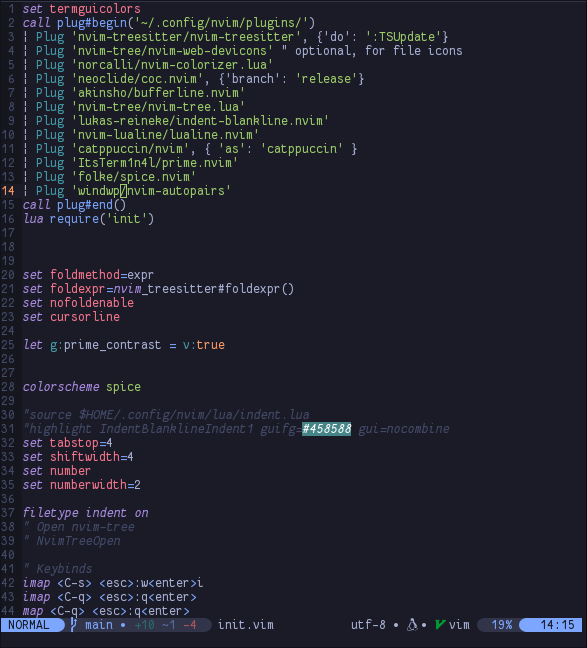 1 set termguicolors
2 call plug#begin('~/.config/nvim/plugins/')
3 ¦ Plug 'nvim-treesitter/nvim-treesitter', {'do': ':TSUpdate'}
4 ¦ Plug 'nvim-tree/nvim-web-devicons' " optional, for file icons
5 ¦ Plug 'norcalli/nvim-colorizer.lua'
6 ¦ Plug 'neoclide/coc.nvim', {'branch': 'release'}
7 ¦ Plug 'akinsho/bufferline.nvim'
8 ¦ Plug 'nvim-tree/nvim-tree.lua'
9 ¦ Plug 'lukas-reineke/indent-blankline.nvim'
10 ¦ Plug 'nvim-lualine/lualine.nvim'
11 ¦ Plug 'catppuccin/nvim', { 'as': 'catppuccin' }
12 ¦ Plug 'ItsTerm1n4l/prime.nvim'
13 ¦ Plug 'folke/spice.nvim'
14 ¦ Plug 'windwp/nvim-autopairs'
15 call plug#end()
16 lua require('init')
17
18
19
20 set foldmethod=expr
21 set foldexpr=nvim_treesitter#foldexpr()
22 set nofoldenable
23 set cursorline
24
25 let g:prime_contrast = v:true
26
27
28 colorscheme spice
29
30 "source $HOME/.config/nvim/lua/indent.lua
31 "highlight IndentBlanklineIndent1 guifg=#458588 gui=nocombine
32 set tabstop=4
33 set shiftwidth=4
34 set number
35 set numberwidth=2
36
37 filetype indent on
38 " Open nvim-tree
39 " NvimTreeOpen
40
41 " Keybinds
42 imap <C-s> <esc>:w<enter>i
43 imap <C-q> <esc>:q<enter>
44 map <C-q> <esc>:q<enter>
NORMAL main • +10 ~1 -4 init.vim utf-8 • • vim 19% 14:15